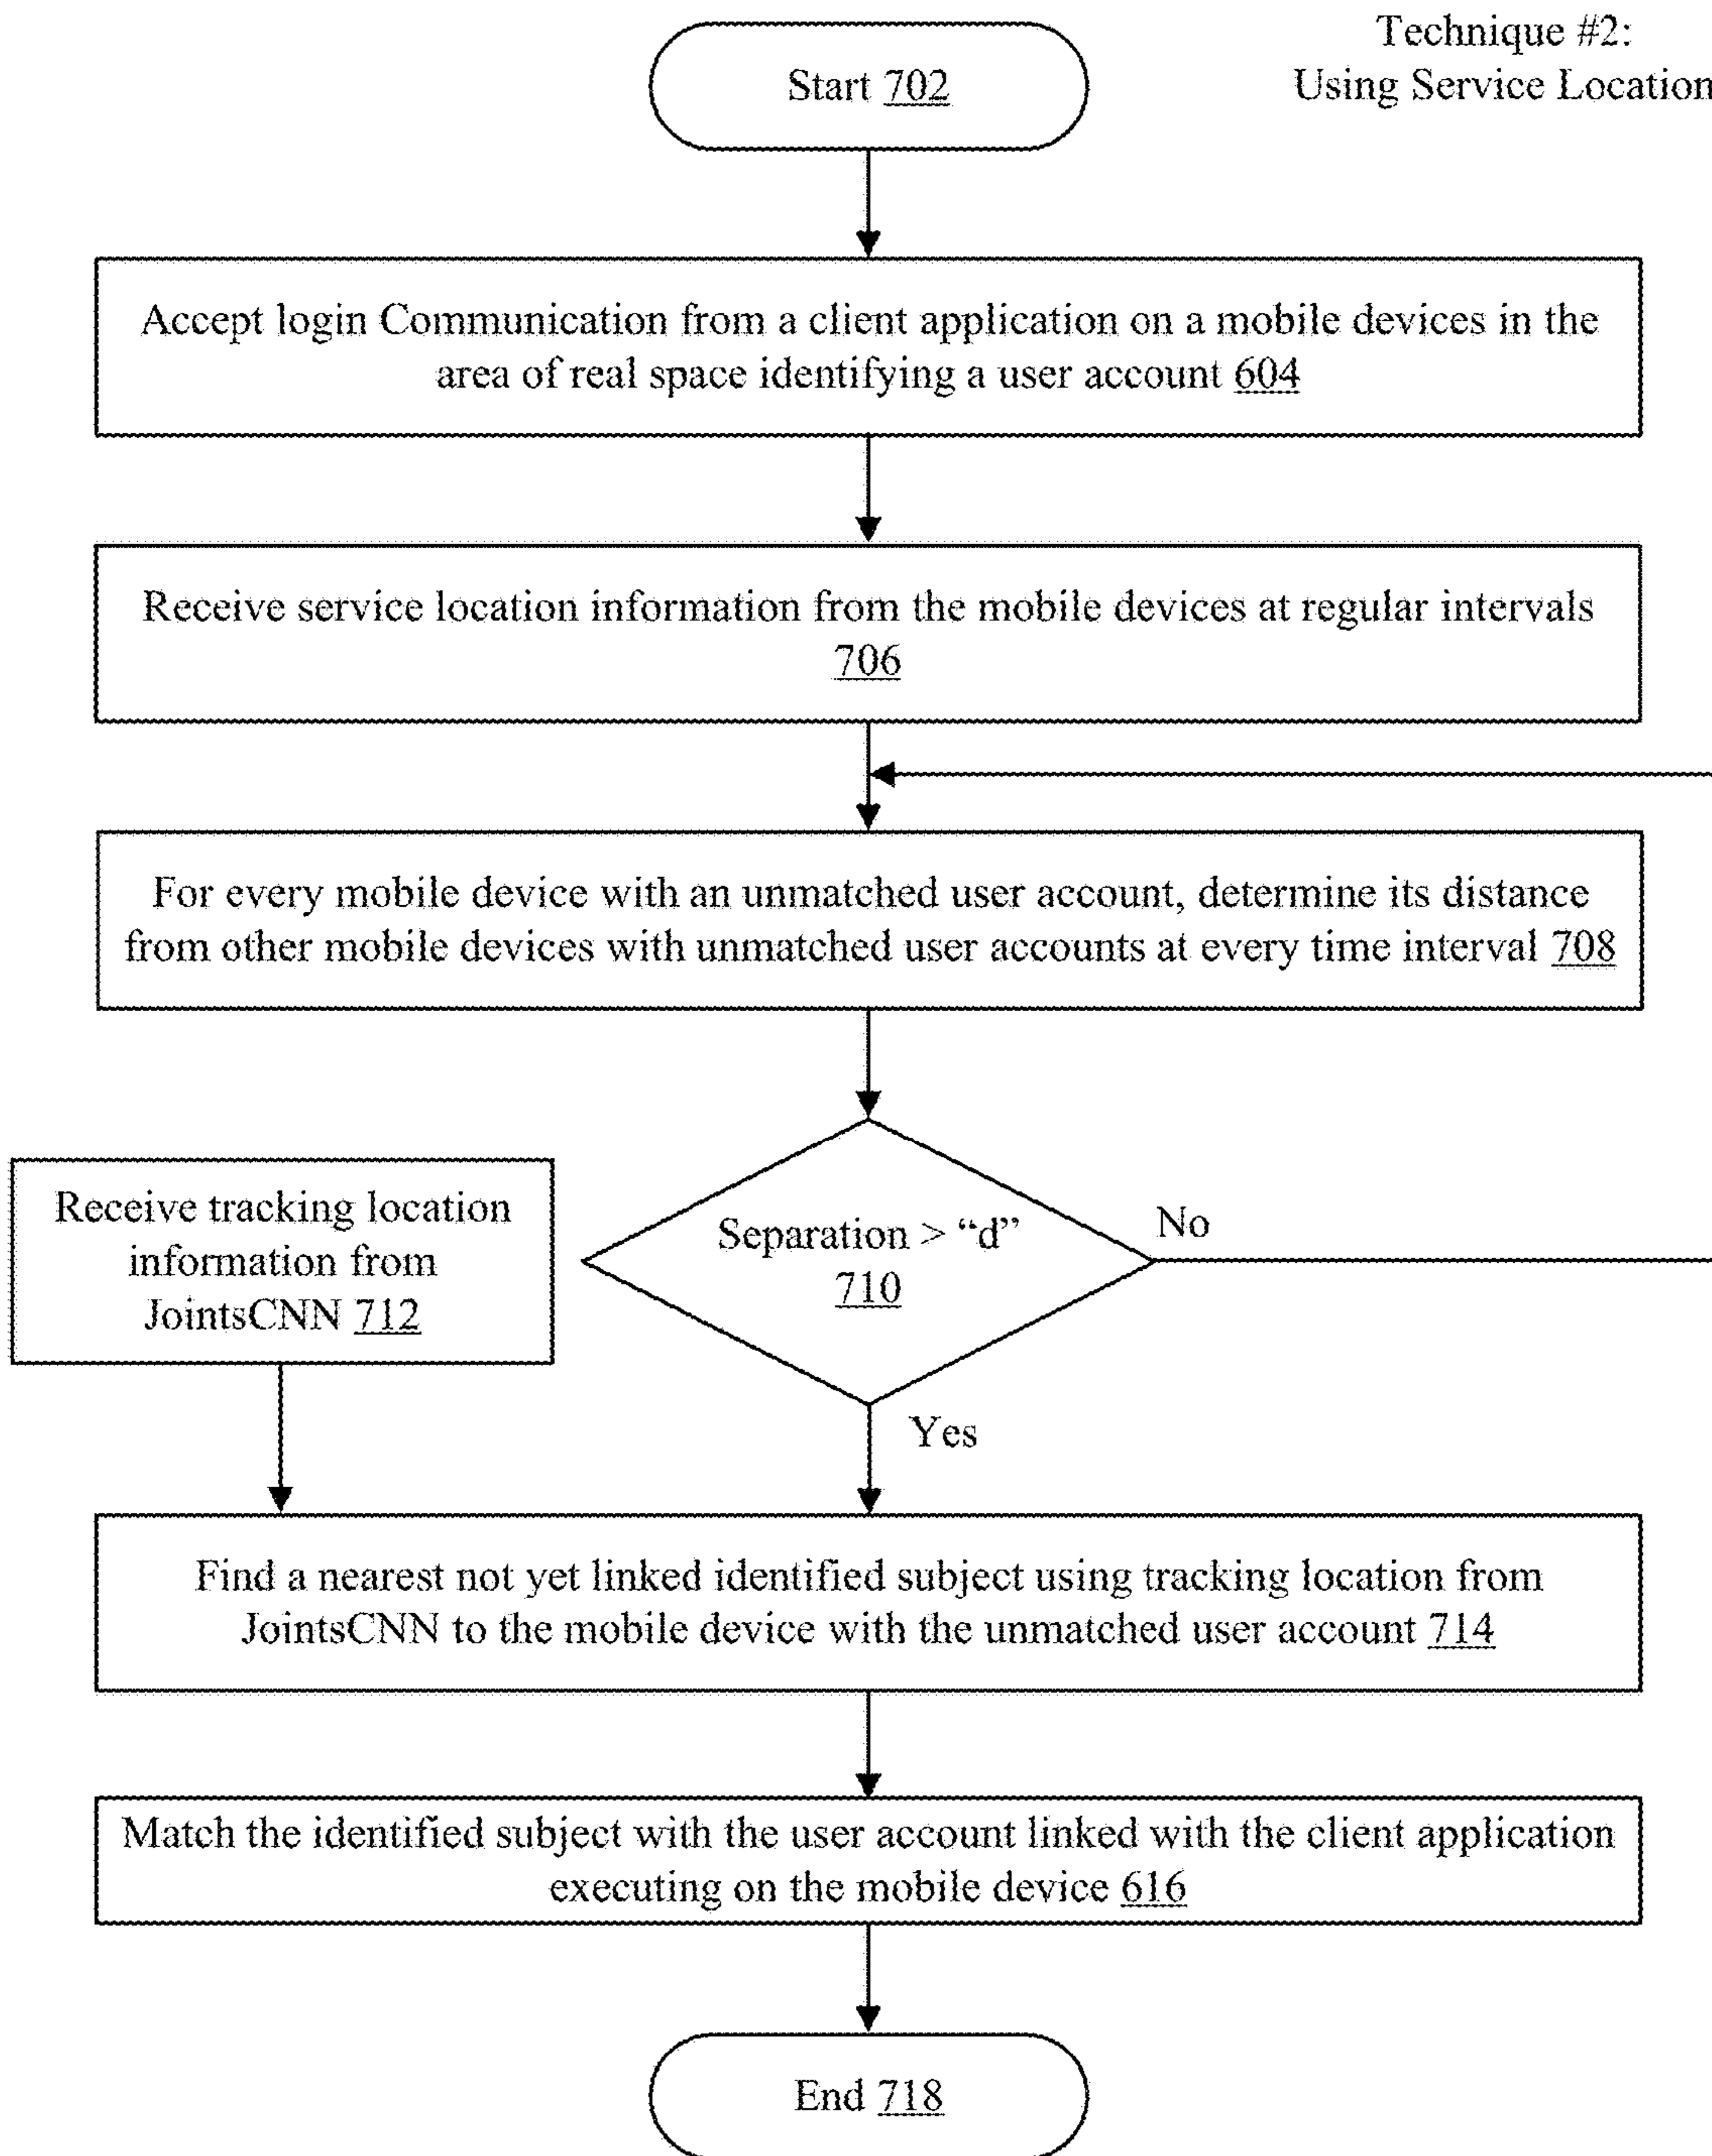 Technique #2:
Using Service Location
Start 702
Accept login Communication from a client application on a mobile devices in the
area of real space identifying a user account 604
Receive service location information from the mobile devices at regular intervals
706
For every mobile device with an unmatched user account, determine its distance
from other mobile devices with unmatched user accounts at every time interval 708
Receive tracking location
information from
JointsCNN 712
Separation > “d”
710
No
Yes
Find a nearest not yet linked identified subject using tracking location from
JointsCNN to the mobile device with the unmatched user account 714
Match the identified subject with the user account linked with the client application
executing on the mobile device 616
End 718